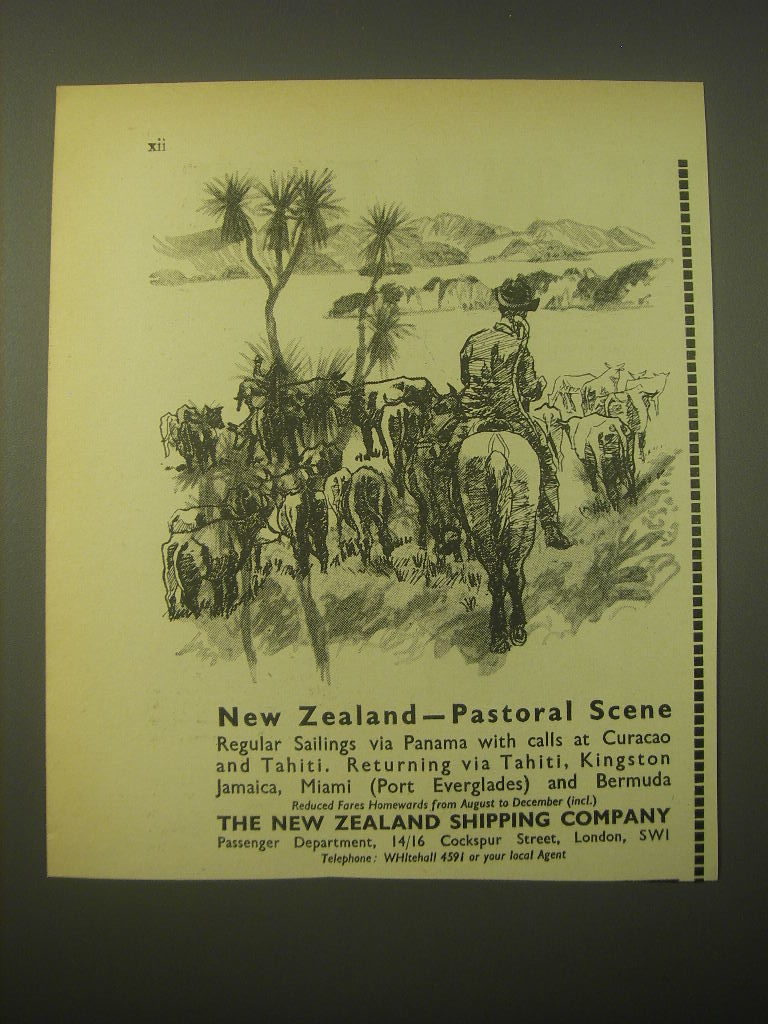 xii
New Zealand—Pastoral Scene
Regular Sailings via Panama with calls at Curacao
and Tahiti. Returning via Tahiti, Kingston
Jamaica, Miami (Port Everglades) and Bermuda
Reduced Fares Homewards from August to December (incl.)
THE NEW ZEALAND SHIPPING COMPANY
Passenger Department, 14/16 Cockspur Street, London, SW1
Telephone: WHItehall 4591 or your local Agent